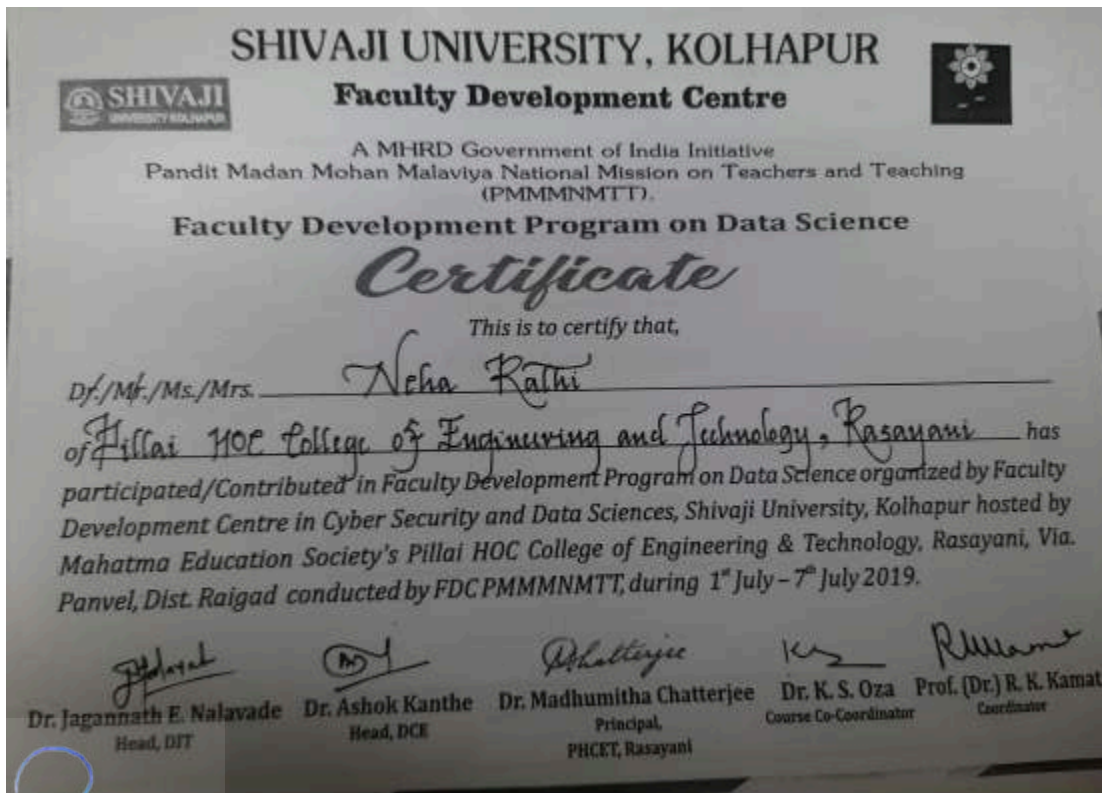 SHIVAJI UNIVERSITY, KOLHAPUR
SHIVAJI
UNIVERSITY KOLHAPUR
Faculty Development Centre
A MHRD Government of India Initiative
Pandit Madan Mohan Malaviya National Mission on Teachers and Teaching
(PMMMNMTT).
Faculty Development Program on Data Science
Certificate
This is to certify that,
Dr./Mr./Ms./Mrs. Neha Rathi
of Pillai HOC College of Engineering and Technology, Rasayani has
participated/Contributed in Faculty Development Program on Data Science organized by Faculty
Development Centre in Cyber Security and Data Sciences, Shivaji University, Kolhapur hosted by
Mahatma Education Society's Pillai HOC College of Engineering & Technology, Rasayani, Via.
Panvel, Dist. Raigad conducted by FDC PMMMNMTT, during 1st July – 7th July 2019.
Dr. Jagannath E. Nalavade Dr. Ashok Kanthe Dr. Madhumitha Chatterjee Dr. K. S. Oza Prof. (Dr.) R. K. Kamat
Head, DIT Head, DCE Principal, Course Co-Coordinator Coordinator
PHCET, Rasayani